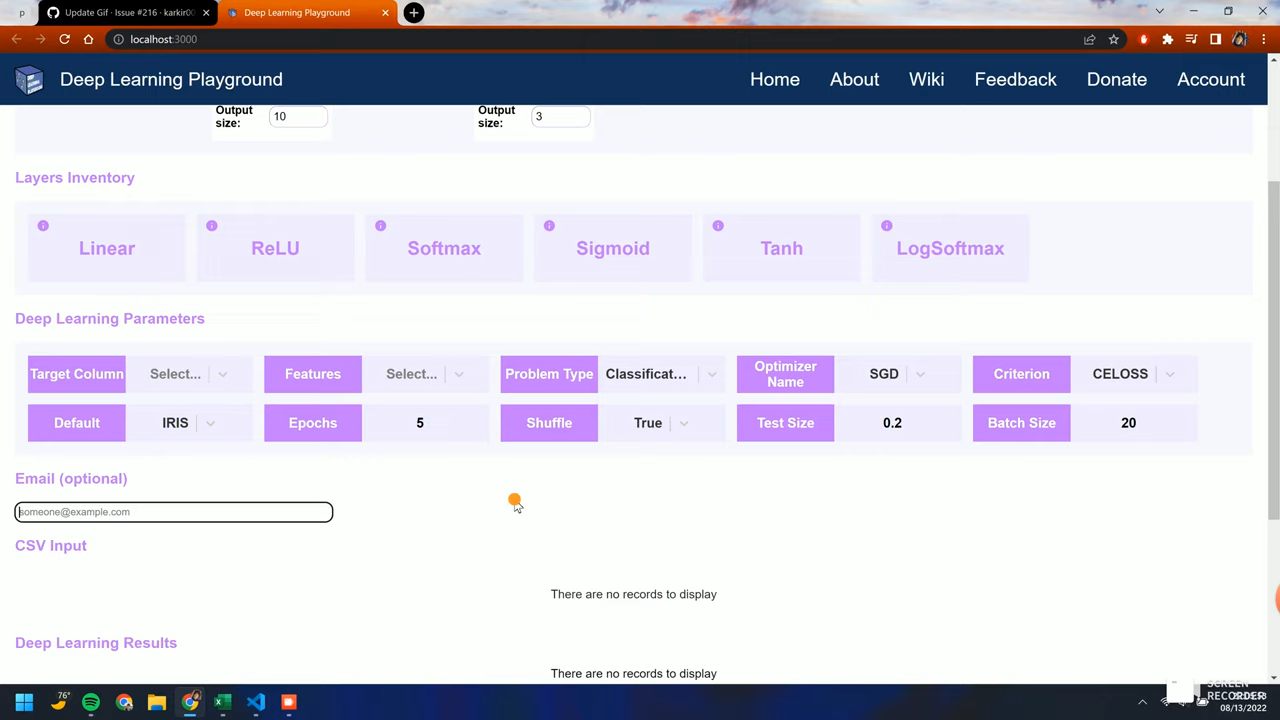 p
Update Gif · Issue #216 · karkir00
Deep Learning Playground
localhost:3000
Deep Learning Playground
Home
About
Wiki
Feedback
Donate
Account
Output size:
10
Output size:
3
Layers Inventory
Linear
ReLU
Softmax
Sigmoid
Tanh
LogSoftmax
Deep Learning Parameters
Target Column
Select...
Features
Select...
Problem Type
Classificat...
Optimizer Name
SGD
Criterion
CELOSS
Default
IRIS
Epochs
5
Shuffle
True
Test Size
0.2
Batch Size
20
Email (optional)
someone@example.com
CSV Input
There are no records to display
Deep Learning Results
There are no records to display
76°
SCREEN
RECORDER
08/13/2022